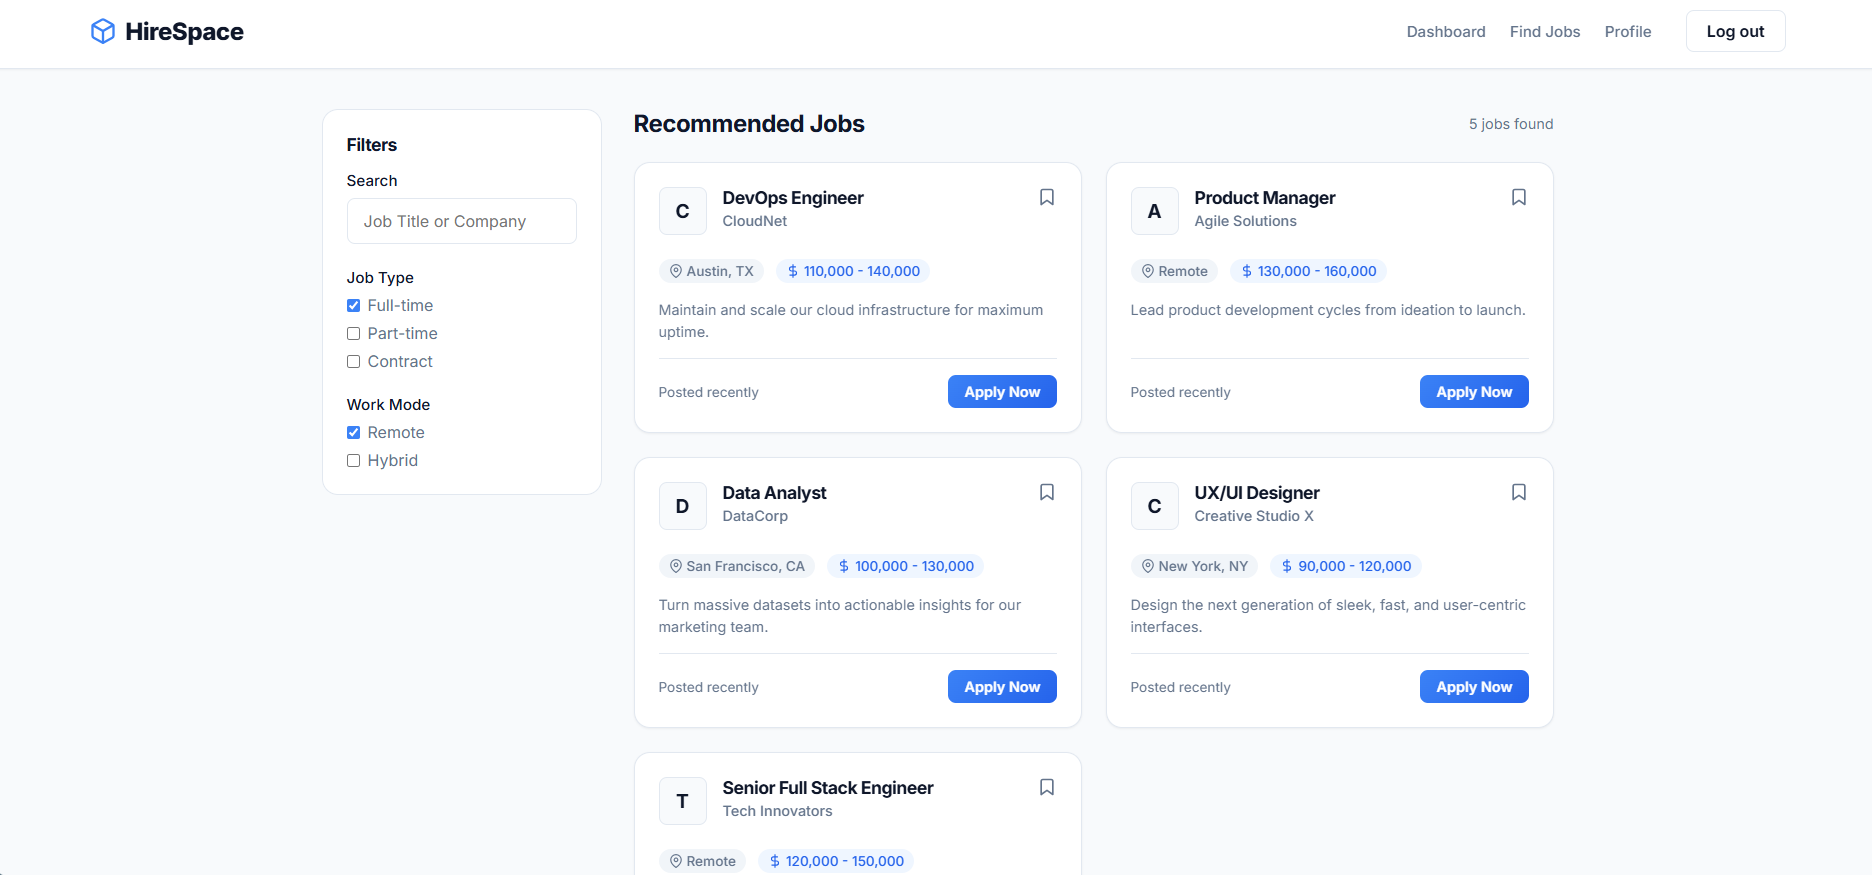 HireSpace
Dashboard
Find Jobs
Profile
Log out
Filters
Search
Job Title or Company
Job Type
Full-time
Part-time
Contract
Work Mode
Remote
Hybrid
Recommended Jobs
5 jobs found
C
DevOps Engineer
CloudNet
Austin, TX
$ 110,000 - 140,000
Maintain and scale our cloud infrastructure for maximum
uptime.
Posted recently
Apply Now
A
Product Manager
Agile Solutions
Remote
$ 130,000 - 160,000
Lead product development cycles from ideation to launch.
Posted recently
Apply Now
D
Data Analyst
DataCorp
San Francisco, CA
$ 100,000 - 130,000
Turn massive datasets into actionable insights for our
marketing team.
Posted recently
Apply Now
C
UX/UI Designer
Creative Studio X
New York, NY
$ 90,000 - 120,000
Design the next generation of sleek, fast, and user-centric
interfaces.
Posted recently
Apply Now
T
Senior Full Stack Engineer
Tech Innovators
Remote
$ 120,000 - 150,000